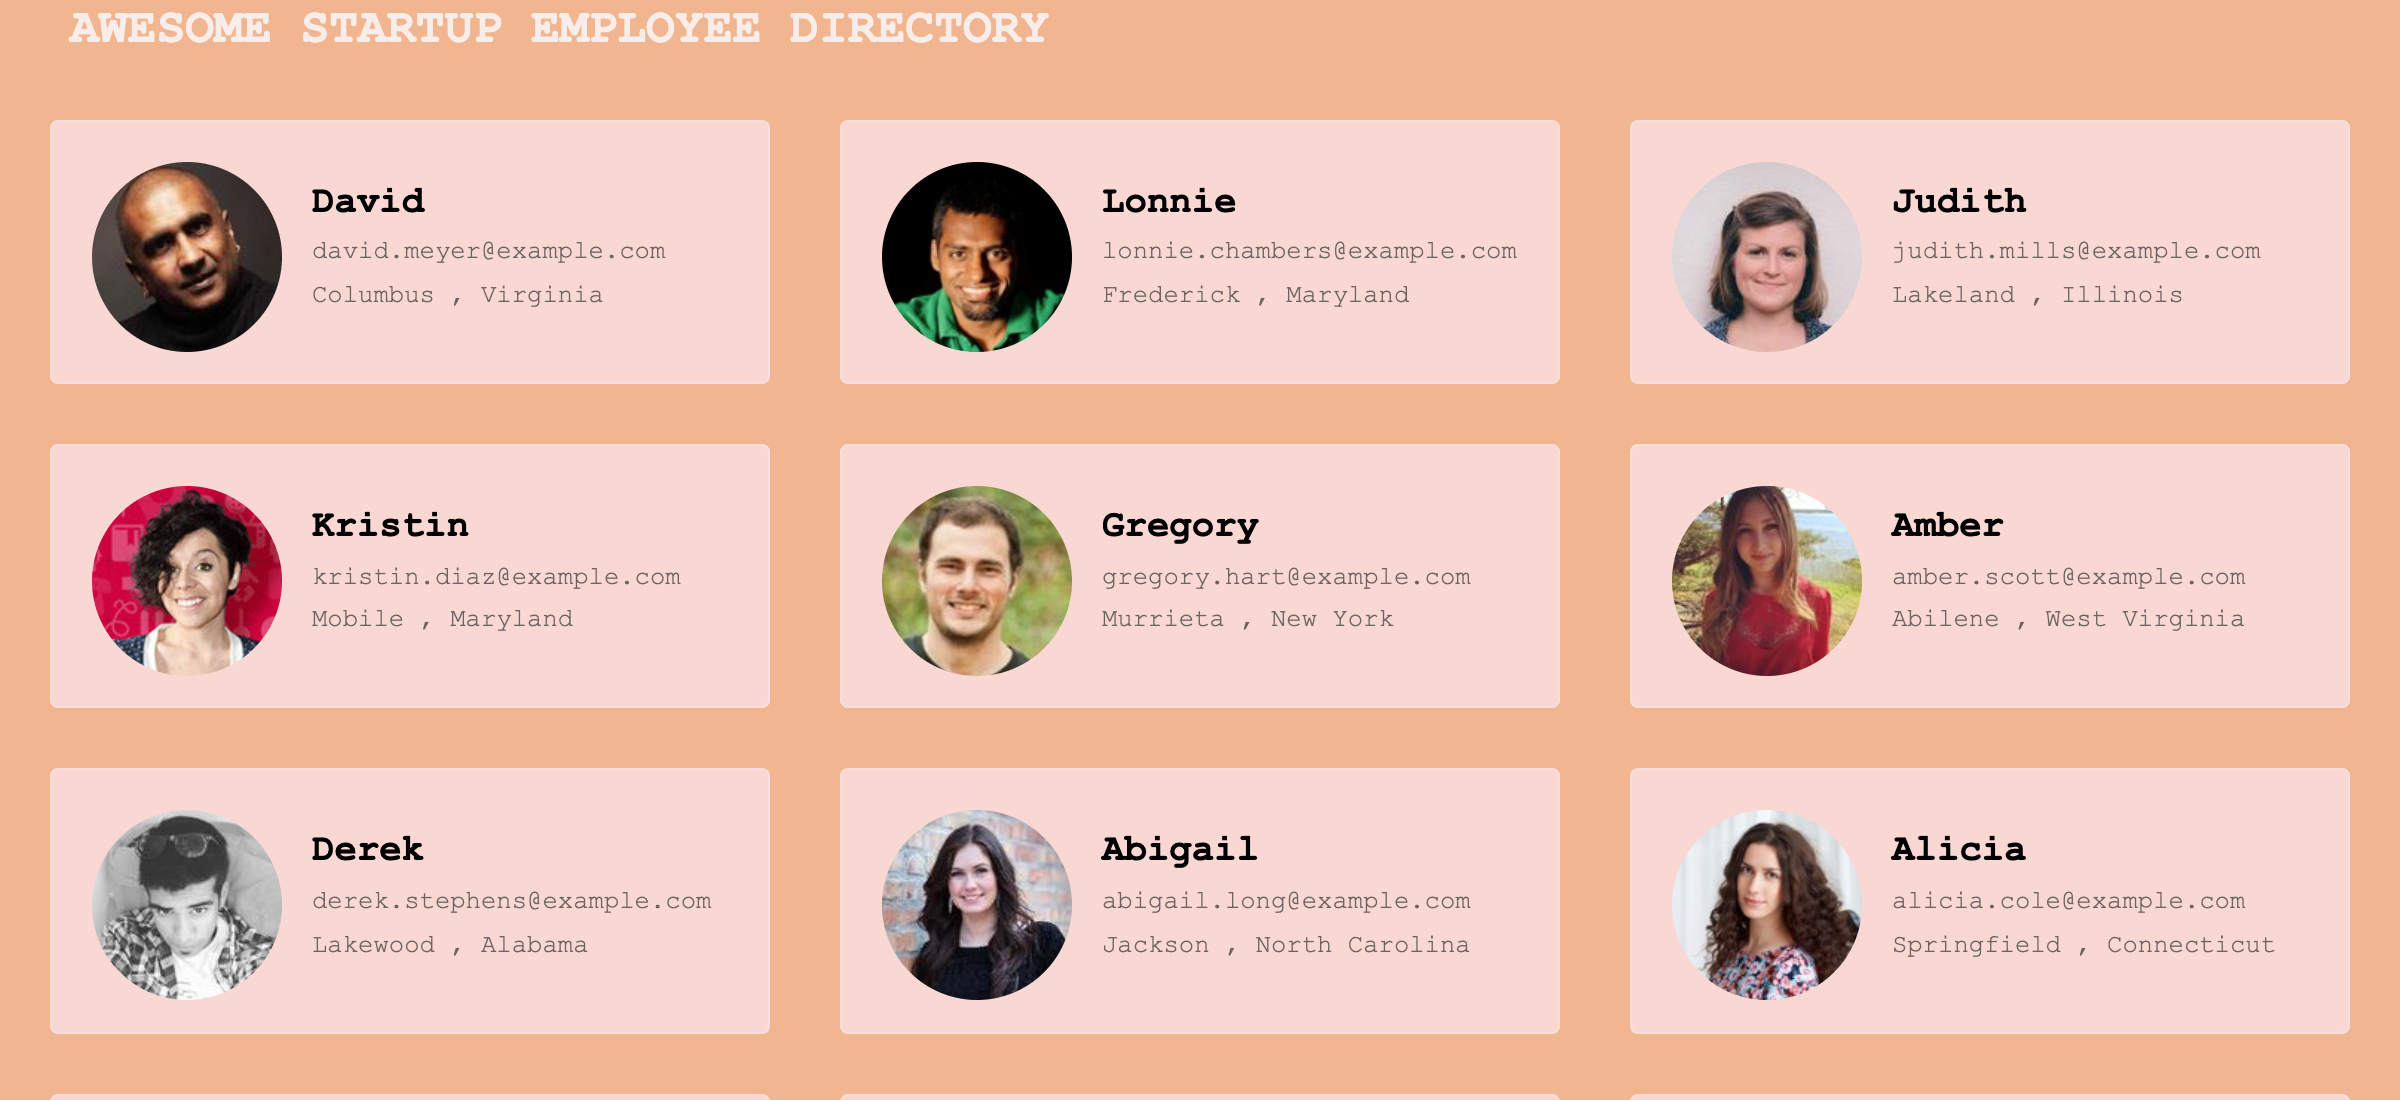 AWESOME STARTUP EMPLOYEE DIRECTORY
David
david.meyer@example.com
Columbus , Virginia
Lonnie
lonnie.chambers@example.com
Frederick , Maryland
Judith
judith.mills@example.com
Lakeland , Illinois
Kristin
kristin.diaz@example.com
Mobile , Maryland
Gregory
gregory.hart@example.com
Murrieta , New York
Amber
amber.scott@example.com
Abilene , West Virginia
Derek
derek.stephens@example.com
Lakewood , Alabama
Abigail
abigail.long@example.com
Jackson , North Carolina
Alicia
alicia.cole@example.com
Springfield , Connecticut